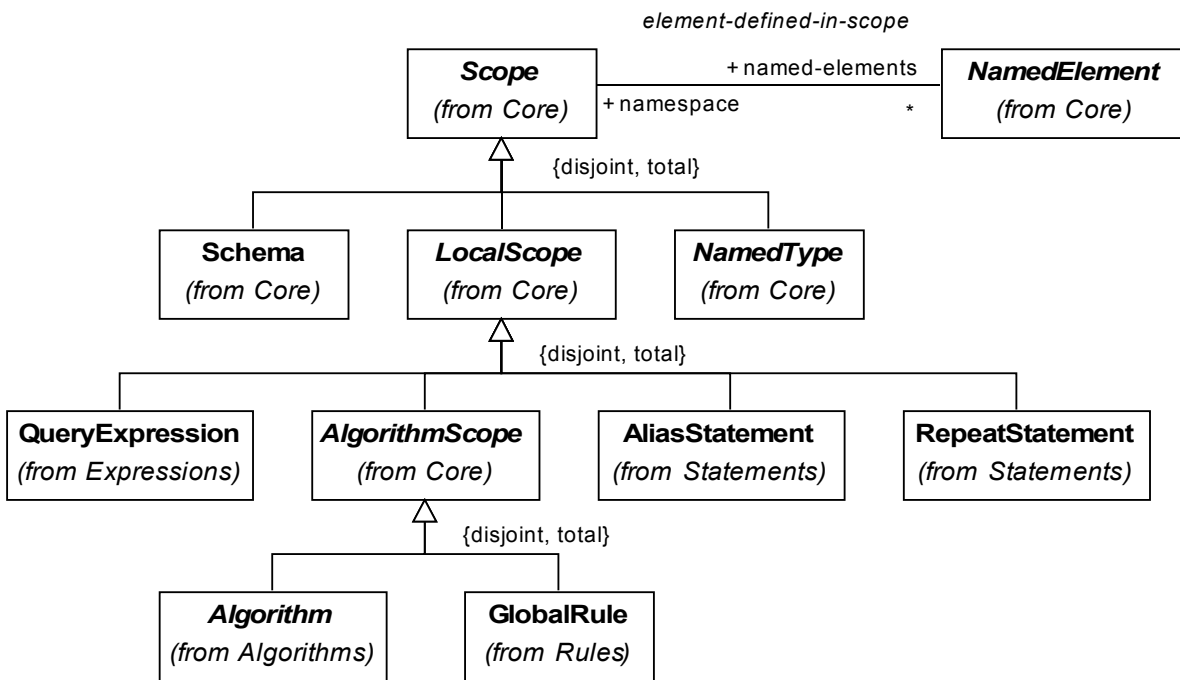 element-defined-in-scope
Scope
(from Core)
+ named-elements
+ namespace
*
NamedElement
(from Core)
{disjoint, total}
Schema
(from Core)
LocalScope
(from Core)
NamedType
(from Core)
{disjoint, total}
QueryExpression
(from Expressions)
AlgorithmScope
(from Core)
AliasStatement
(from Statements)
RepeatStatement
(from Statements)
{disjoint, total}
Algorithm
(from Algorithms)
GlobalRule
(from Rules)